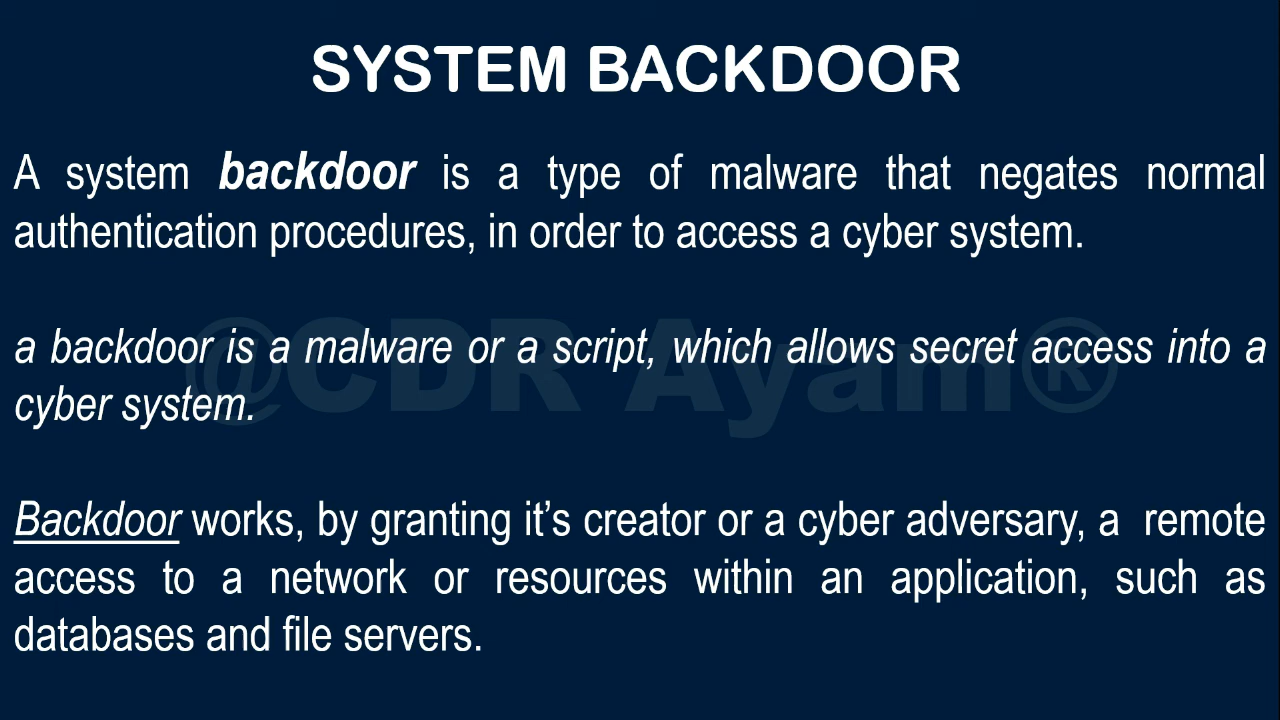 SYSTEM BACKDOOR
A system backdoor is a type of malware that negates normal
authentication procedures, in order to access a cyber system.
@CDR Ayam®
a backdoor is a malware or a script, which allows secret access into a
cyber system.
Backdoor works, by granting it’s creator or a cyber adversary, a remote
access to a network or resources within an application, such as
databases and file servers.